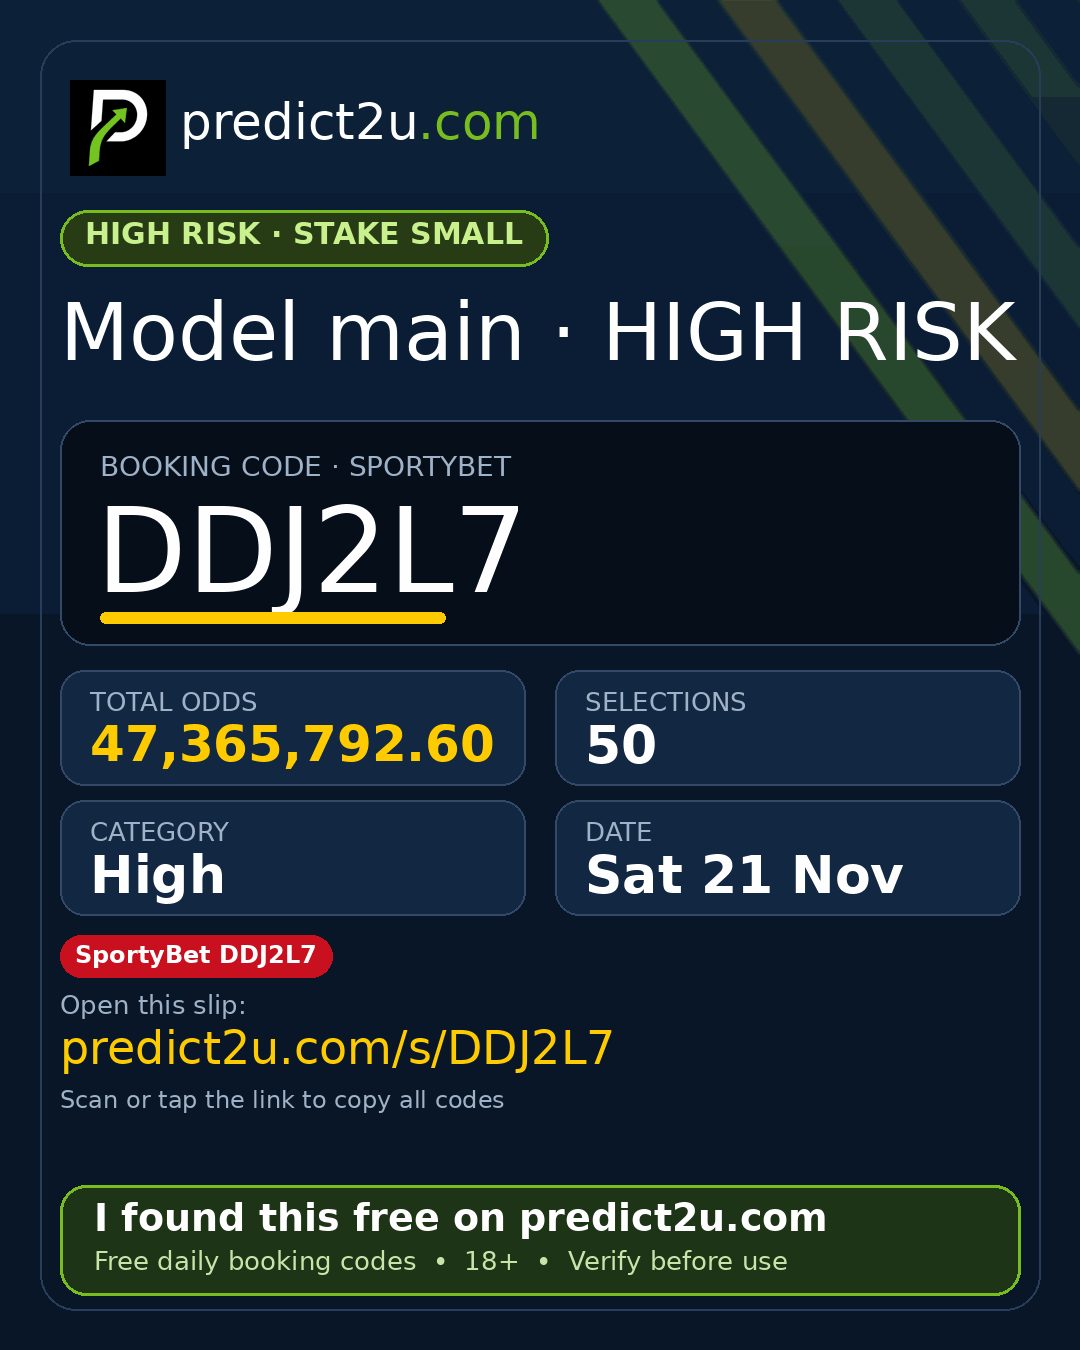 predict2u.com
HIGH RISK · STAKE SMALL
Model main · HIGH RISK
BOOKING CODE · SPORTYBET
DDJ2L7
TOTAL ODDS
47,365,792.60
SELECTIONS
50
CATEGORY
High
DATE
Sat 21 Nov
SportyBet DDJ2L7
Open this slip:
predict2u.com/s/DDJ2L7
Scan or tap the link to copy all codes
I found this free on predict2u.com
Free daily booking codes • 18+ • Verify before use